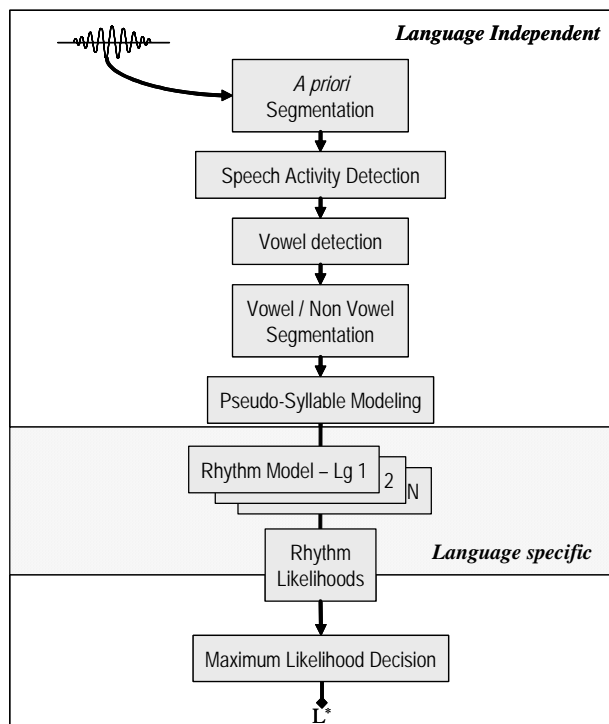 Language Independent
A priori
Segmentation
Speech Activity Detection
Vowel detection
Vowel / Non Vowel
Segmentation
Pseudo-Syllable Modeling
Rhythm Model – Lg 1
2
N
Rhythm
Likelihoods
Language specific
Maximum Likelihood Decision
L*